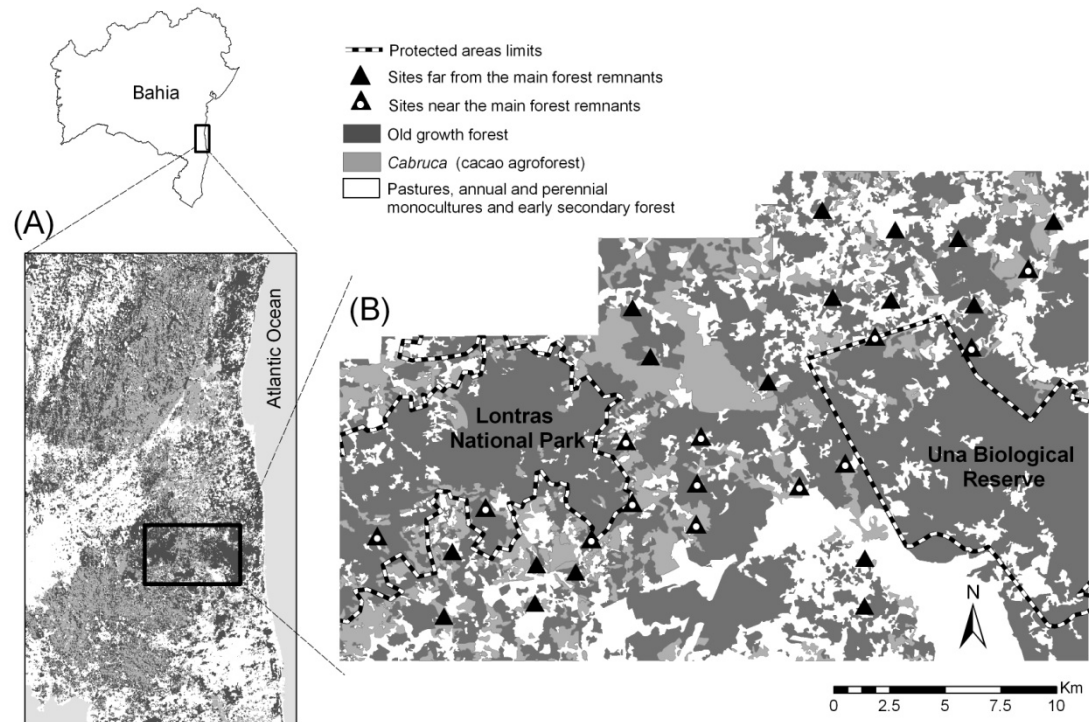 Bahia
Protected areas limits
Sites far from the main forest remnants
Sites near the main forest remnants
Old growth forest
Cabruca (cacao agroforest)
Pastures, annual and perennial
monocultures and early secondary forest
(A)
Atlantic Ocean
(B)
Lontras
National Park
Una Biological
Reserve
N
Km
0 2.5 5 7.5 10